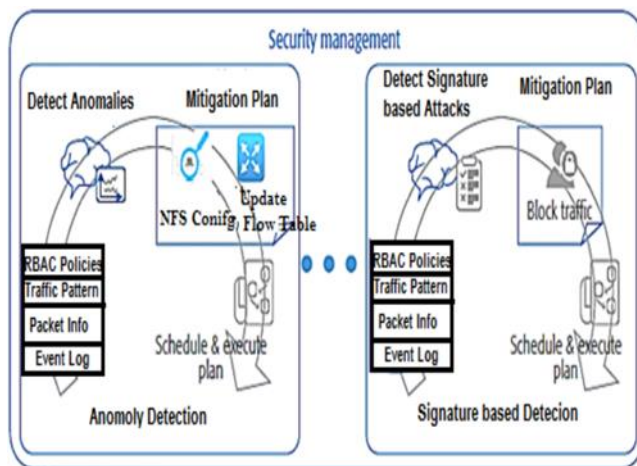 Security management
Detect Anomalies
Mitigation Plan
NFS Conifg,
Update
Flow Table
RBAC Policies
Traffic Pattern
Packet Info
Event Log
Schedule & execute
plan
Anomoly Detection
Detect Signature
based Attacks
Mitigation Plan
Block traffic
RBAC Policies
Traffic Pattern
Packet Info
Event Log
Schedule & execute
plan
Signature based Detecion